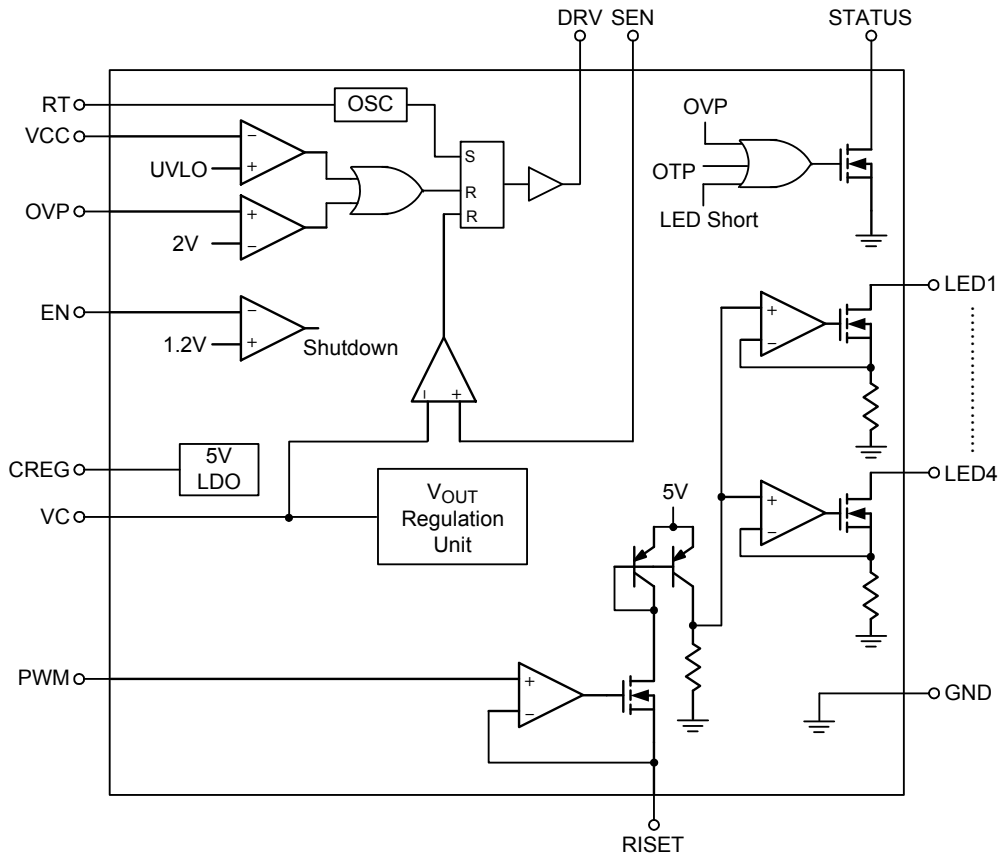 DRV SEN
STATUS
RT
OSC
VCC
UVLO
OVP
2V
S
R
R
OVP
OTP
LED Short
EN
1.2V
Shutdown
LED1
LED4
CREG
5V
LDO
VC
VOUT
Regulation
Unit
5V
PWM
GND
RISET
−
+
+
−
−
+
−
+
+
−
+
−
+
−